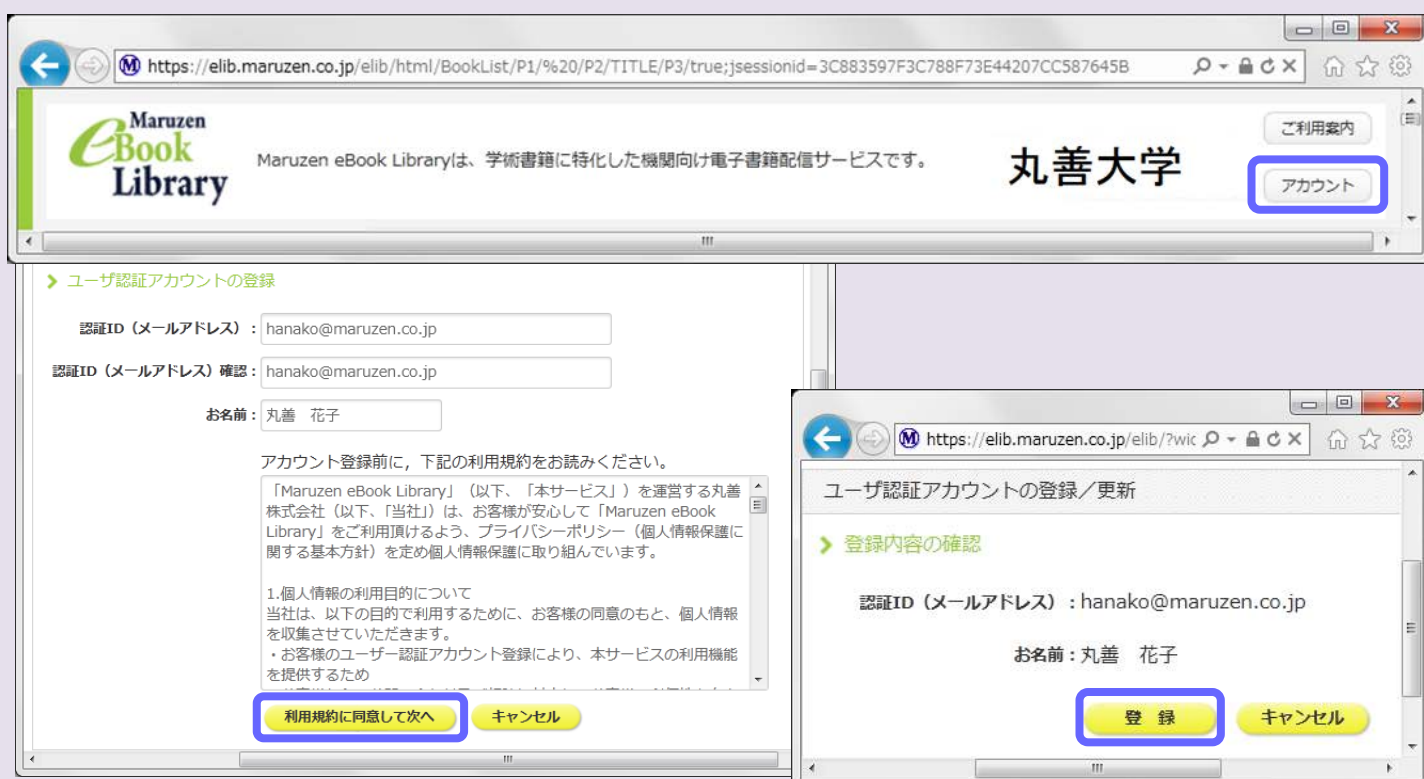 https://elib.maruzen.co.jp/elib/html/BookList/P1/%20/P2/TITLE/P3/true;jsessionid=3C883597F3C788F73E44207CC587645B
Maruzen
eBook
Library
Maruzen eBook Libraryは、学術書籍に特化した機関向け電子書籍配信サービスです。
丸善大学
ご利用案内
アカウント
ユーザ認証アカウントの登録
認証ID（メールアドレス）：hanako@maruzen.co.jp
認証ID（メールアドレス）確認：hanako@maruzen.co.jp
お名前：丸善　花子
アカウント登録前に，下記の利用規約をお読みください。
「Maruzen eBook Library」（以下、「本サービス」）を運営する丸善
株式会社（以下、「当社」）は、お客様が安心して「Maruzen eBook
Library」をご利用頂けるよう、プライバシーポリシー（個人情報保護に
関する基本方針）を定め個人情報保護に取り組んでいます。
1.個人情報の利用目的について
当社は、以下の目的で利用するために、お客様の同意のもと、個人情報
を収集させていただきます。
・お客様のユーザー認証アカウント登録により、本サービスの利用機能
を提供するため
利用規約に同意して次へ
キャンセル
https://elib.maruzen.co.jp/elib/?wic
ユーザ認証アカウントの登録／更新
登録内容の確認
認証ID（メールアドレス）：hanako@maruzen.co.jp
お名前：丸善　花子
登　録
キャンセル